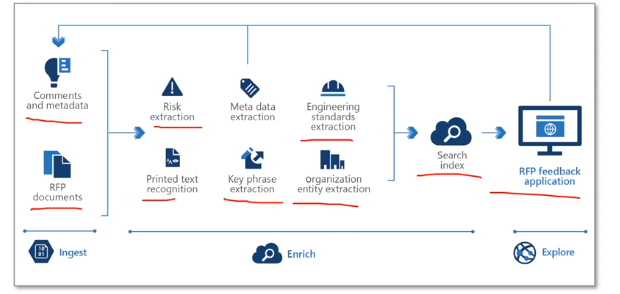 Comments
and metadata
RFP
documents
Risk
extraction
Meta data
extraction
Engineering
standards
extraction
Printed text
recognition
Key phrase
extraction
organization
entity extraction
Search
index
RFP feedback
application
Ingest
Enrich
Explore